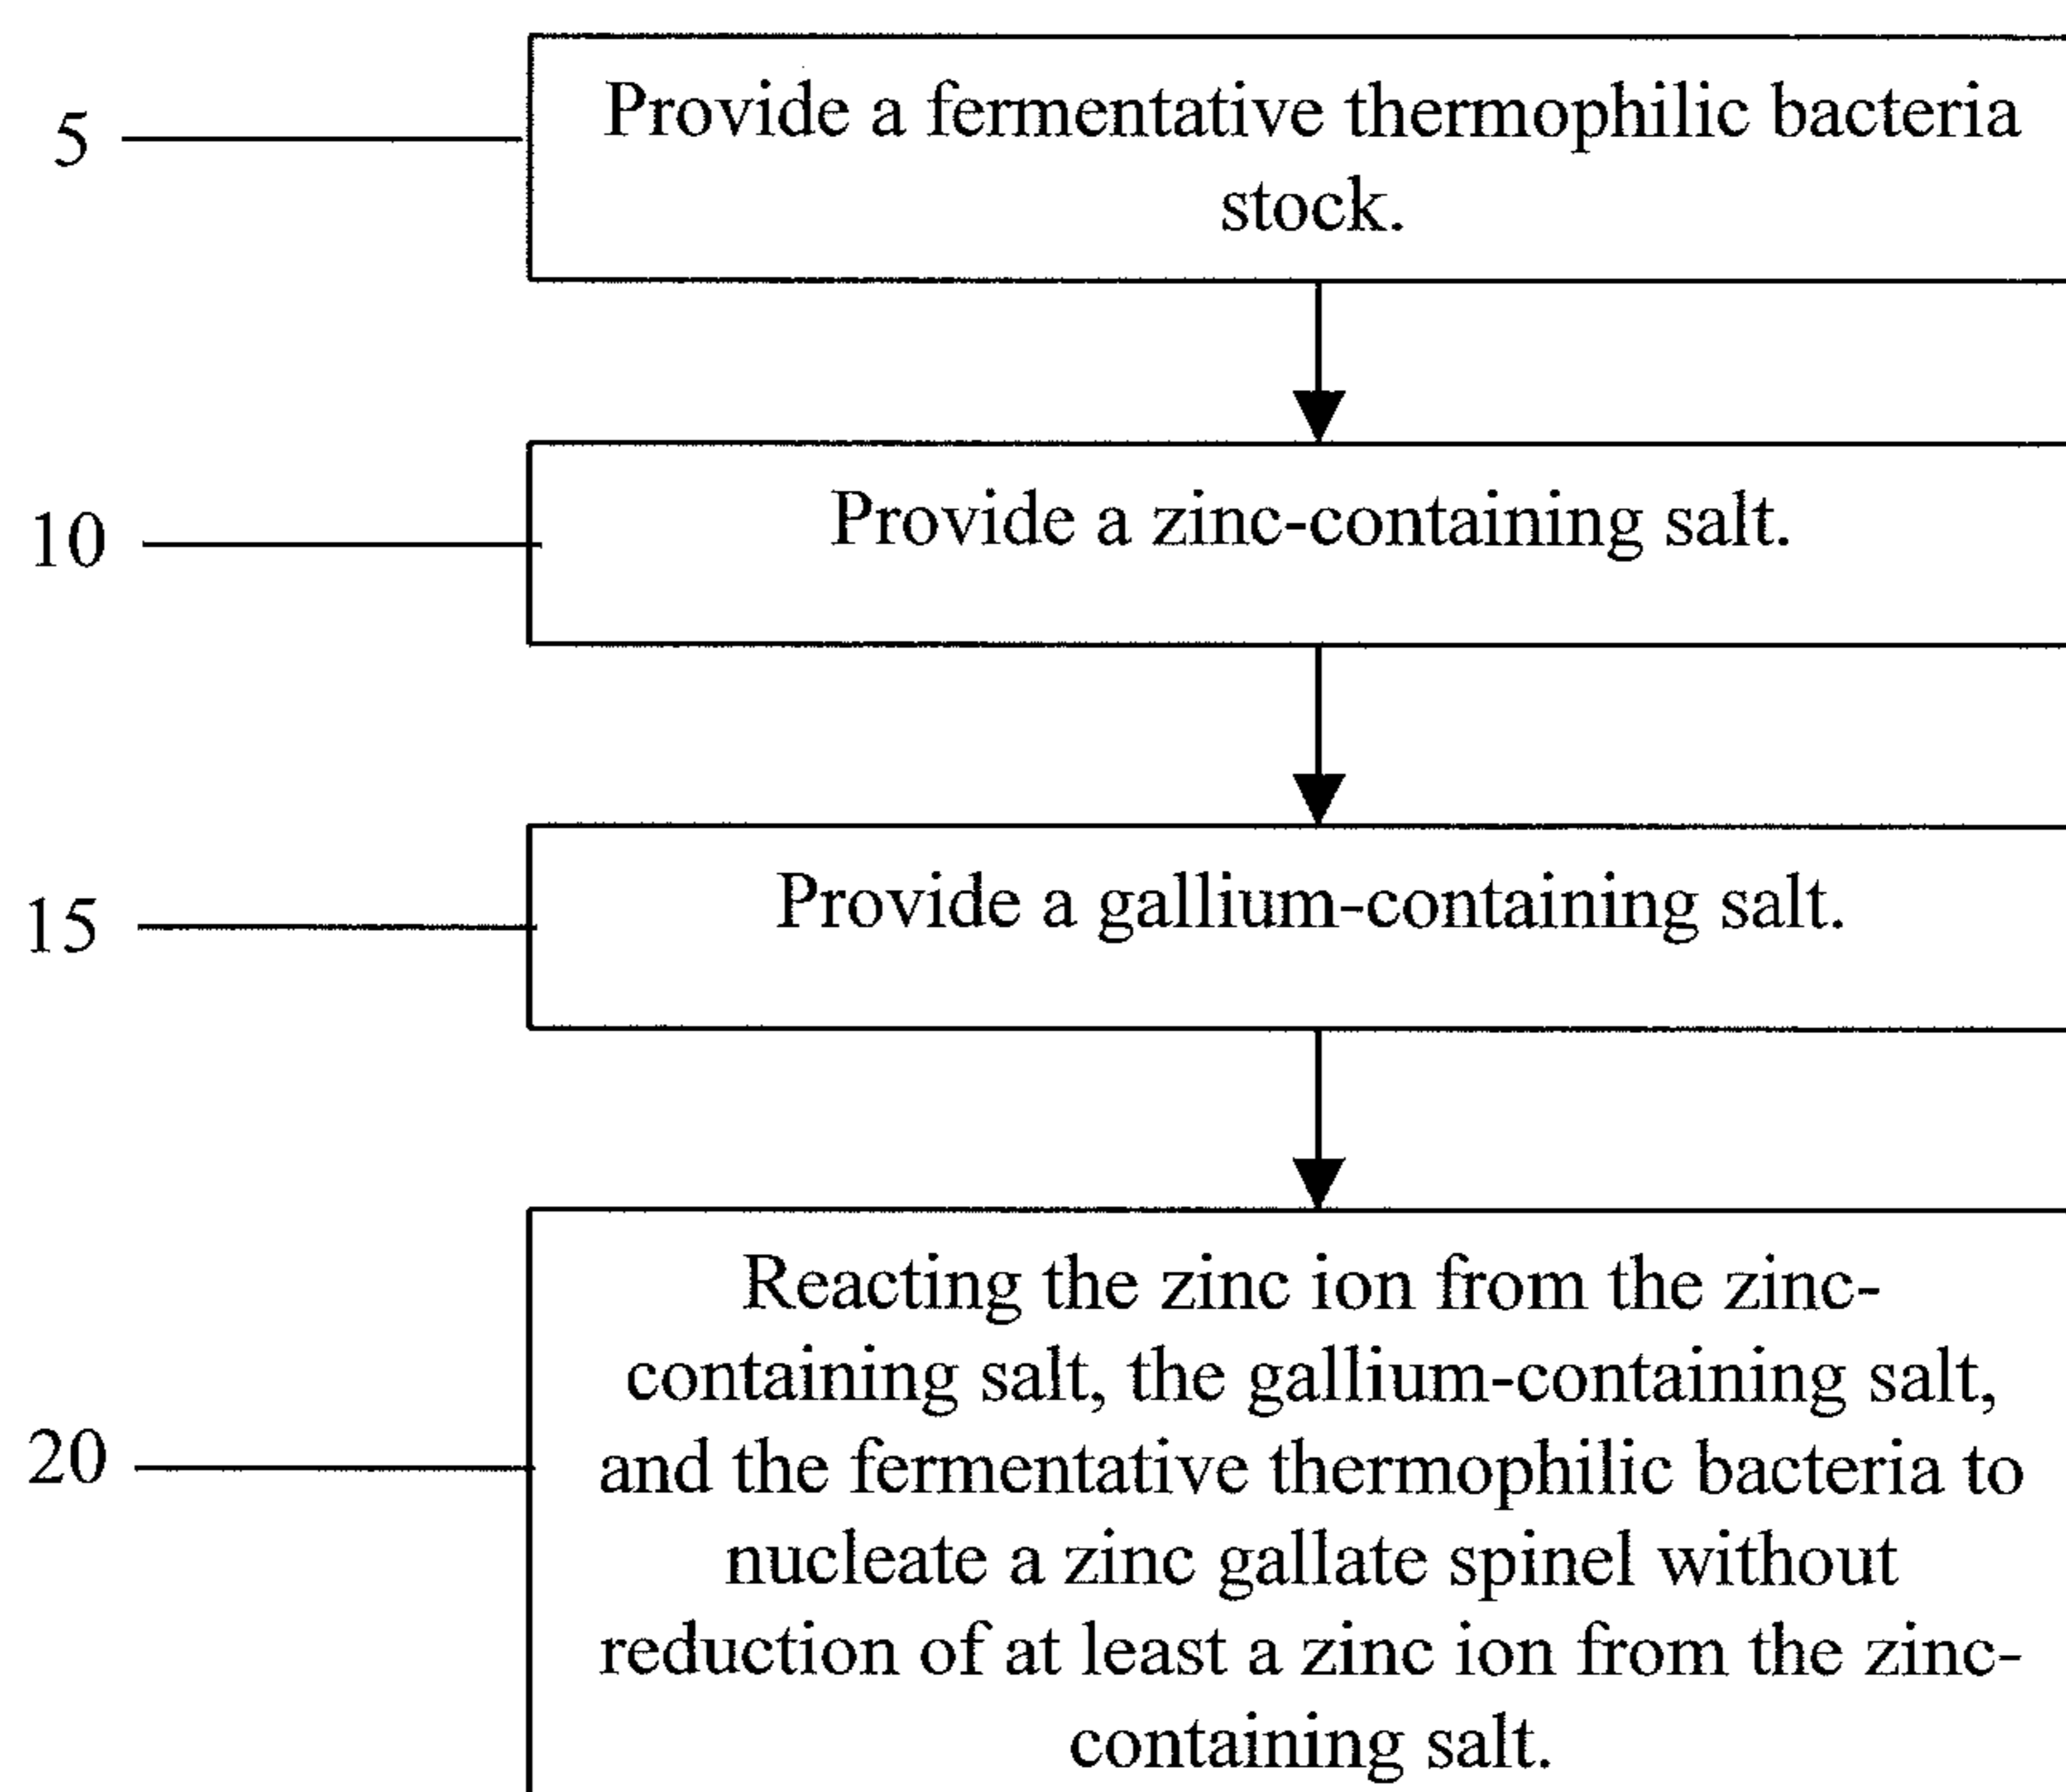 5
Provide a fermentative thermophilic bacteria
stock.
10
Provide a zinc-containing salt.
15
Provide a gallium-containing salt.
20
Reacting the zinc ion from the zinc-
containing salt, the gallium-containing salt,
and the fermentative thermophilic bacteria to
nucleate a zinc gallate spinel without
reduction of at least a zinc ion from the zinc-
containing salt.